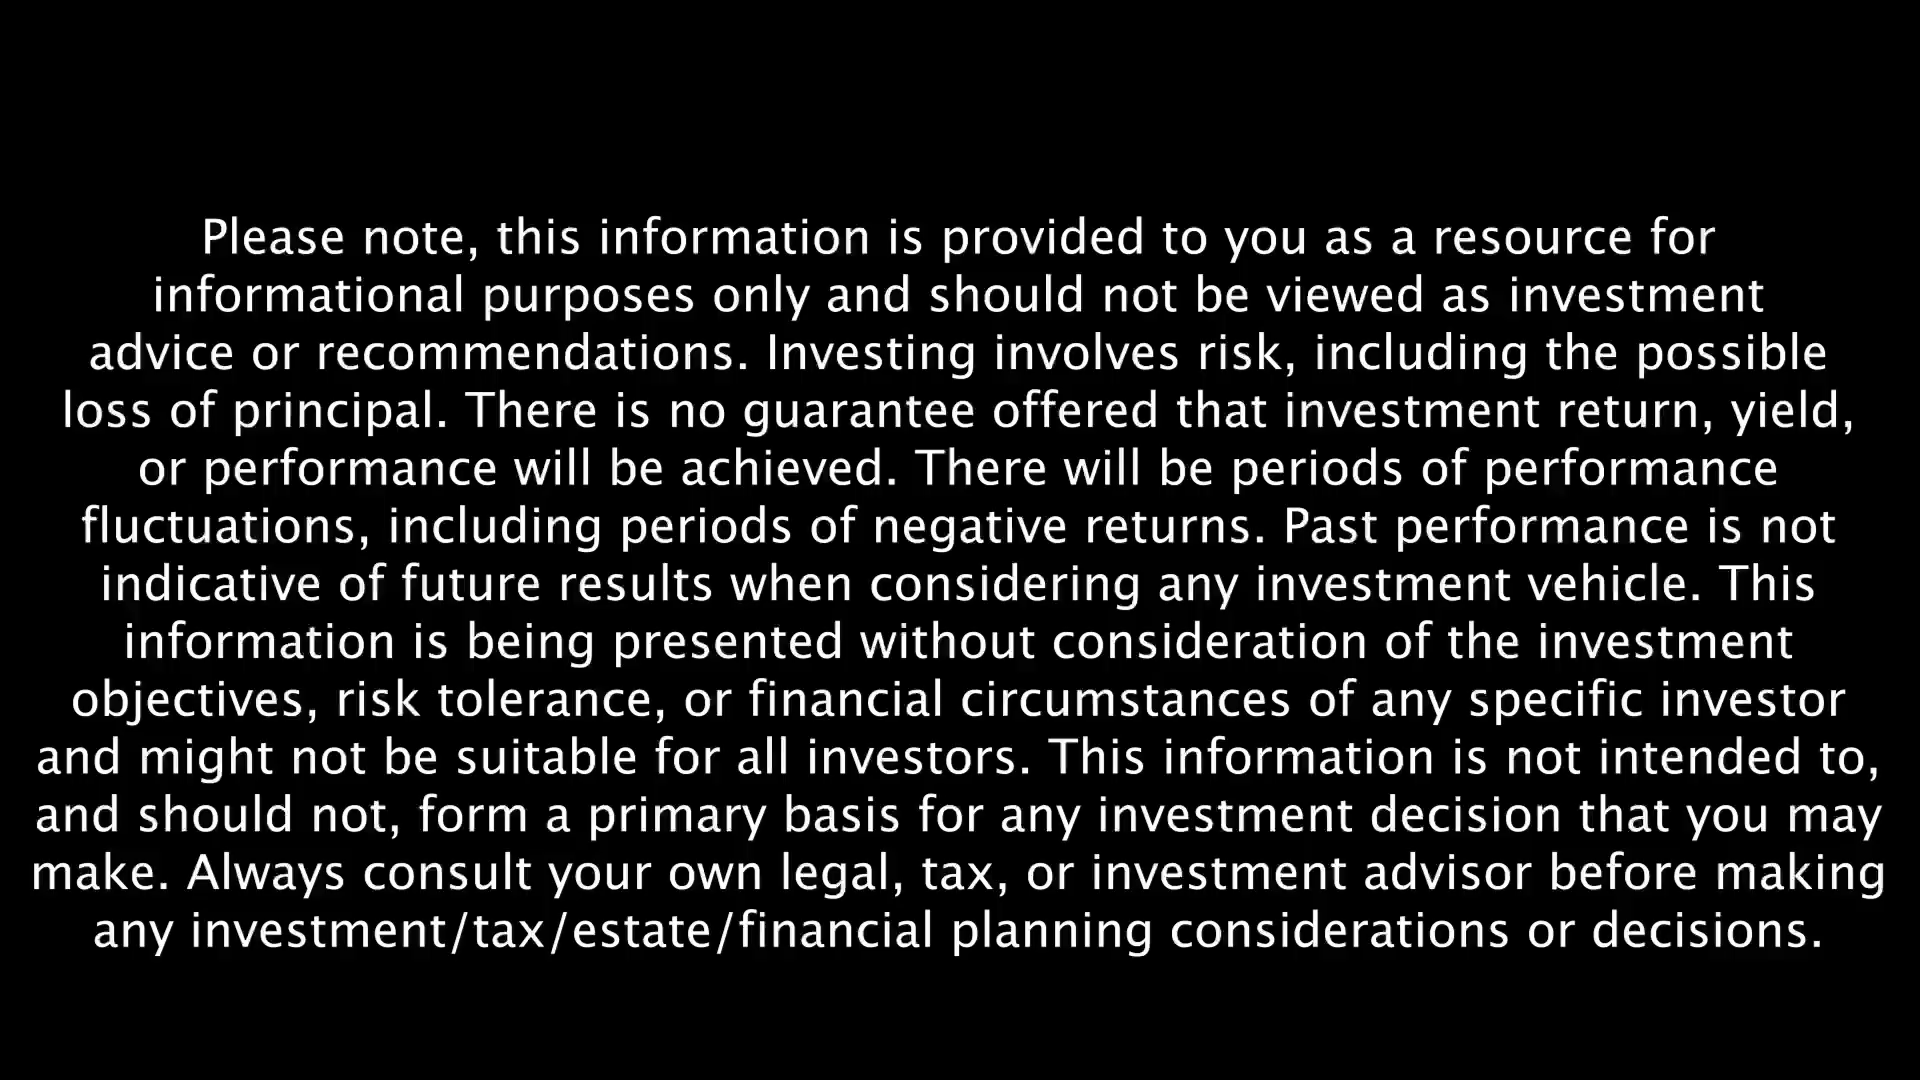 Please note, this information is provided to you as a resource for
informational purposes only and should not be viewed as investment
advice or recommendations. Investing involves risk, including the possible
loss of principal. There is no guarantee offered that investment return, yield,
or performance will be achieved. There will be periods of performance
fluctuations, including periods of negative returns. Past performance is not
indicative of future results when considering any investment vehicle. This
information is being presented without consideration of the investment
objectives, risk tolerance, or financial circumstances of any specific investor
and might not be suitable for all investors. This information is not intended to,
and should not, form a primary basis for any investment decision that you may
make. Always consult your own legal, tax, or investment advisor before making
any investment/tax/estate/financial planning considerations or decisions.